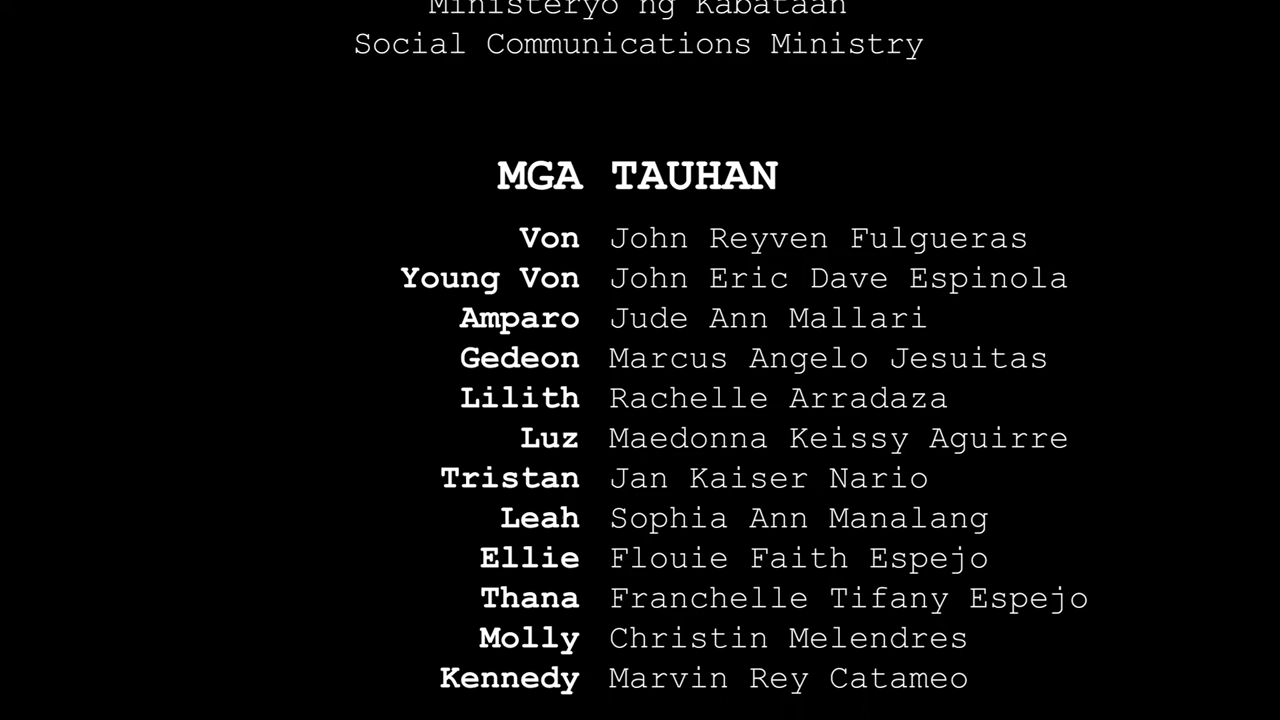 Ministeryo ng Kabataan
Social Communications Ministry
MGA TAUHAN
Von John Reyven Fulgueras
Young Von John Eric Dave Espinola
Amparo Jude Ann Mallari
Gedeon Marcus Angelo Jesuitas
Lilith Rachelle Arradaza
Luz Maedonna Keissy Aguirre
Tristan Jan Kaiser Nario
Leah Sophia Ann Manalang
Ellie Flouie Faith Espejo
Thana Franchelle Tifany Espejo
Molly Christin Melendres
Kennedy Marvin Rey Catameo